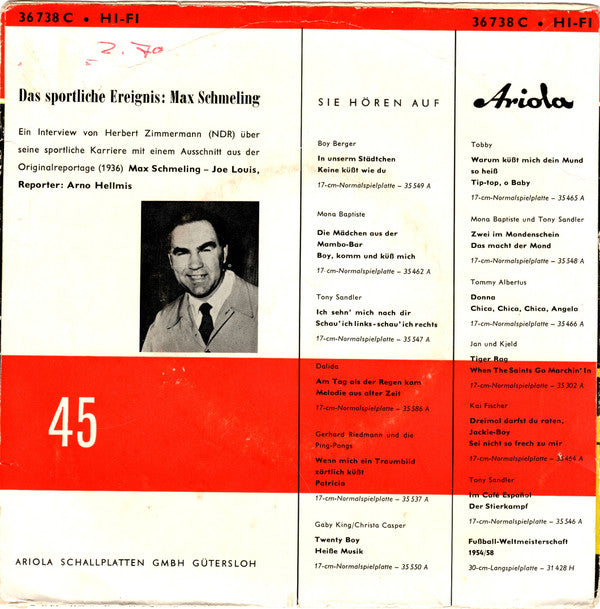 36738 C • HI-FI
36738 C • HI-FI
2.70
Das sportliche Ereignis: Max Schmeling
Ein Interview von Herbert Zimmermann (NDR) über
seine sportliche Karriere mit einem Ausschnitt aus der
Originalreportage (1936) Max Schmeling – Joe Louis,
Reporter: Arno Hellmis
45
ARIOLA SCHALLPLATTEN GMBH GÜTERSLOH
SIE HÖREN AUF
Boy Berger
In unserm Städtchen
Keine küßt wie du
17-cm-Normalspielplatte – 35 549 A
Mona Baptiste
Die Mädchen aus der
Mambo-Bar
Boy, komm und küß mich
17-cm-Normalspielplatte – 35 462 A
Tony Sandler
Ich sehn' mich nach dir
Schau' ich links - schau' ich rechts
17-cm-Normalspielplatte – 35 547 A
Dalida
Am Tag als der Regen kam
Melodie aus alter Zeit
17-cm-Normalspielplatte – 35 586 A
Gerhard Riedmann und die
Ping-Pongs
Wenn mich ein Traumbild
zärtlich küßt
Patricia
17-cm-Normalspielplatte – 35 537 A
Gaby King/Christa Casper
Twenty Boy
Heiße Musik
17-cm-Normalspielplatte – 35 550 A
Ariola
Tobby
Warum küßt mich dein Mund
so heiß
Tip-top, o Baby
17-cm-Normalspielplatte – 35 465 A
Mona Baptiste und Tony Sandler
Zwei im Mondenschein
Das macht der Mond
17-cm-Normalspielplatte – 35 548 A
Tommy Albertus
Donna
Chica, Chica, Chica, Angela
17-cm-Normalspielplatte – 35 466 A
Jan und Kjeld
Tiger Rag
When The Saints Go Marchin' In
17-cm-Normalspielplatte – 35 302 A
Kai Fischer
Dreimal darfst du raten,
Jackie-Boy
Sei nicht so frech zu mir
17-cm-Normalspielplatte – 35 454 A
Tony Sandler
Im Café Español
Der Stierkampf
17-cm-Normalspielplatte – 35 546 A
Fußball-Weltmeisterschaft
1954/58
30-cm-Langspielplatte – 31 428 H